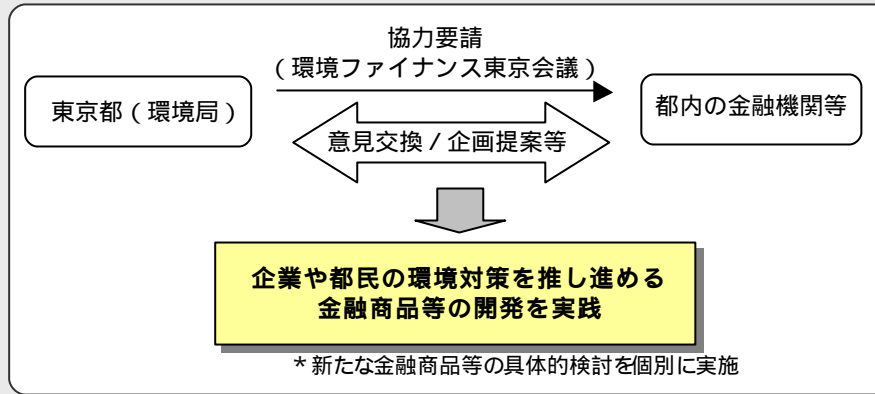 協力要請
(環境ファイナンス東京会議)
東京都(環境局)
都内の金融機関等
意見交換/企画提案等
企業や都民の環境対策を推し進める
金融商品等の開発を実践
*新たな金融商品等の具体的検討を個別に実施